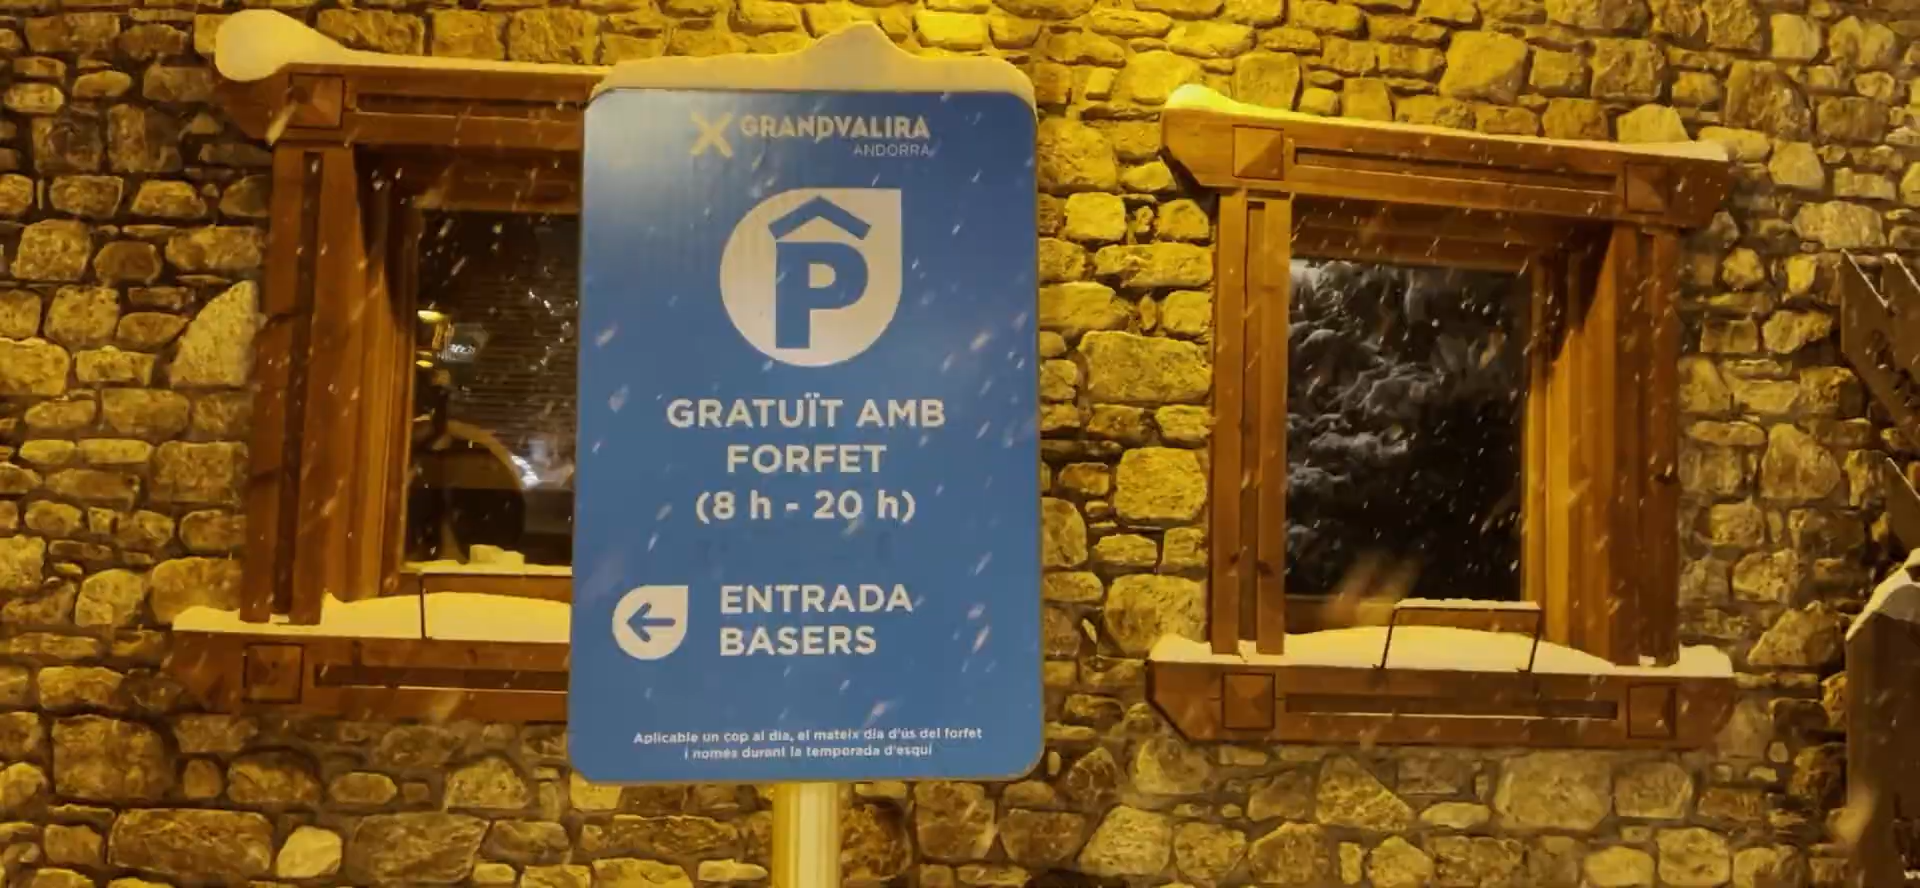 GRANDVALIRA
ANDORRA
P
GRATUÏT AMB
FORFET
(8 h - 20 h)
ENTRADA
BASERS
Aplicable un cop al dia, el mateix dia d'ús del forfet
i només durant la temporada d'esquí